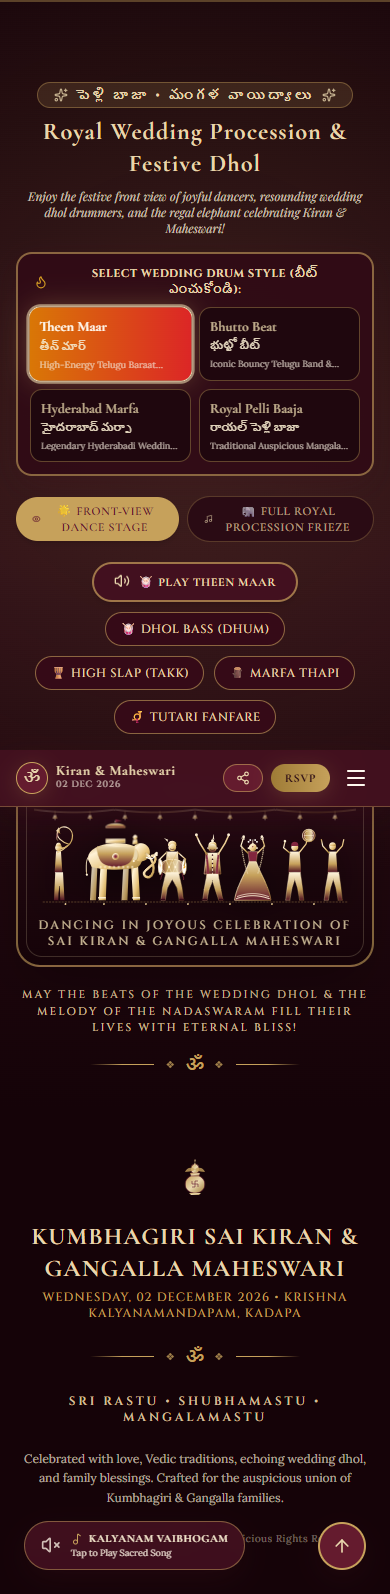 పెళ్లి బాజా • మంగళ వాయిద్యాలు
Royal Wedding Procession &
Festive Dhol
Enjoy the festive front view of joyful dancers, resounding wedding
dhol drummers, and the regal elephant celebrating Kiran &
Maheswari!
SELECT WEDDING DRUM STYLE (బీట్
ఎంచుకోండి):
Theen Maar
తీన్ మార్
High-Energy Telugu Baraat...
Bhutto Beat
భుట్టో బీట్
Iconic Bouncy Telugu Band &...
Hyderabad Marfa
హైదరాబాద్ మర్ఫా
Legendary Hyderabadi Weddin...
Royal Pelli Baaja
రాయల్ పెళ్లి బాజా
Traditional Auspicious Mangala...
🌟 FRONT-VIEW
DANCE STAGE
🐘 FULL ROYAL
PROCESSION FRIEZE
PLAY THEEN MAAR
DHOL BASS (DHUM)
HIGH SLAP (TAKK)
MARFA THAPI
TUTARI FANFARE
ॐ
Kiran & Maheswari
02 DEC 2026
RSVP
DANCING IN JOYOUS CELEBRATION OF
SAI KIRAN & GANGALLA MAHESWARI
MAY THE BEATS OF THE WEDDING DHOL & THE
MELODY OF THE NADASWARAM FILL THEIR
LIVES WITH ETERNAL BLISS!
❖ ॐ ❖
KUMBHAGIRI SAI KIRAN &
GANGALLA MAHESWARI
WEDNESDAY, 02 DECEMBER 2026 • KRISHNA
KALYANAMANDAPAM, KADAPA
❖ ॐ ❖
SRI RASTU • SHUBHAMASTU •
MANGALAMASTU
Celebrated with love, Vedic traditions, echoing wedding dhol,
and family blessings. Crafted for the auspicious union of
Kumbhagiri & Gangalla families.
KALYANAM VAIBHOGAM
Tap to Play Sacred Song
Rights